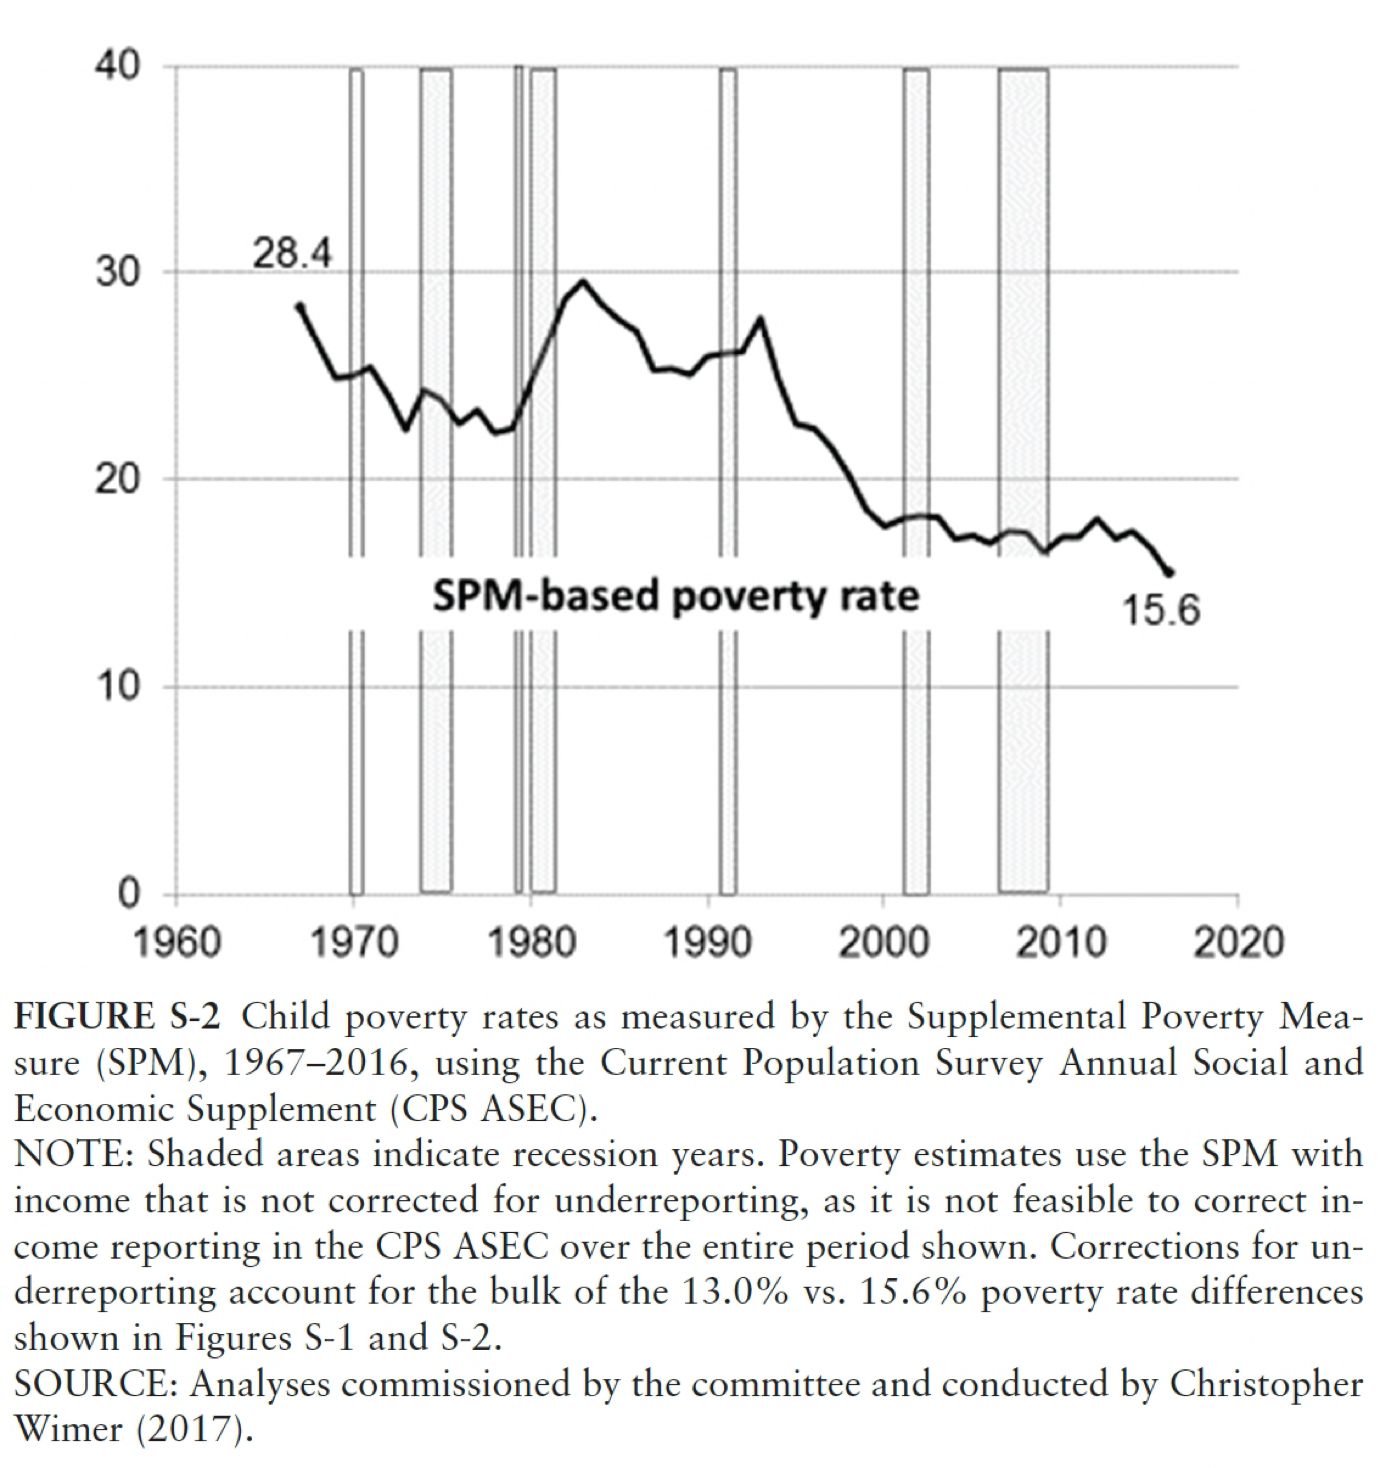 40
28.4
30
20
SPM-based poverty rate
15.6
10
0
1960 1970 1980 1990 2000 2010 2020
FIGURE S-2 Child poverty rates as measured by the Supplemental Poverty Mea-
sure (SPM), 1967–2016, using the Current Population Survey Annual Social and
Economic Supplement (CPS ASEC).
NOTE: Shaded areas indicate recession years. Poverty estimates use the SPM with
income that is not corrected for underreporting, as it is not feasible to correct in-
come reporting in the CPS ASEC over the entire period shown. Corrections for un-
derreporting account for the bulk of the 13.0% vs. 15.6% poverty rate differences
shown in Figures S-1 and S-2.
SOURCE: Analyses commissioned by the committee and conducted by Christopher
Wimer (2017).